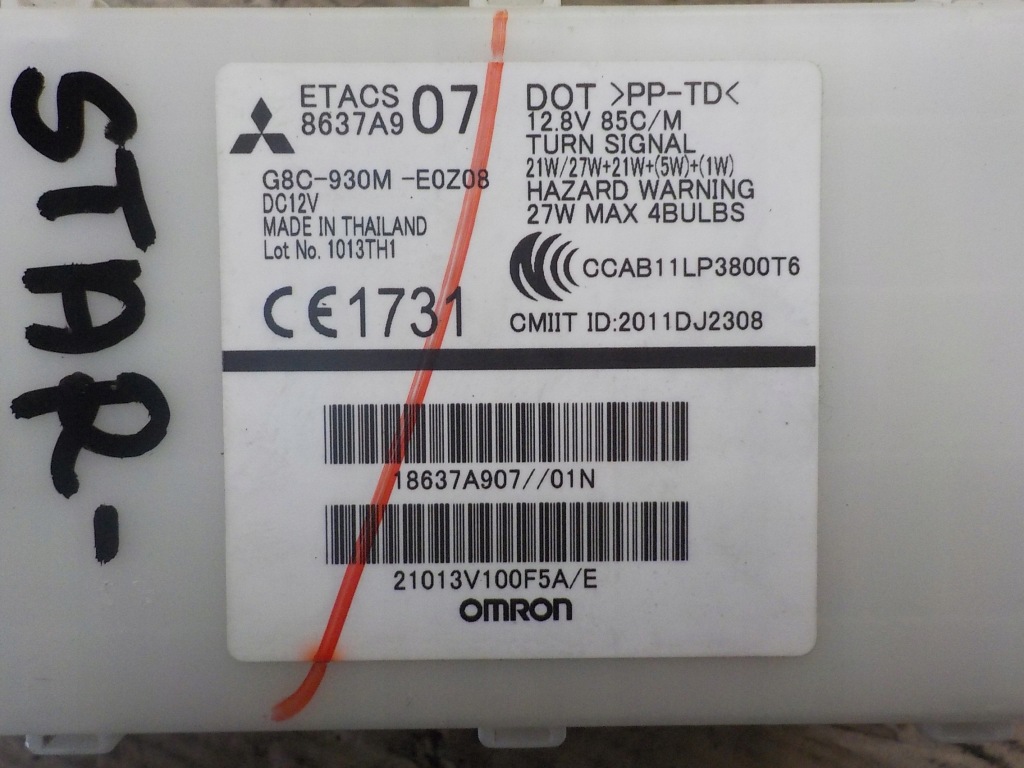 STAR-
ETACS
8637A9 07
G8C-930M -E0Z08
DC12V
MADE IN THAILAND
Lot No. 1013TH1
CE1731
DOT >PP-TD<
12.8V 85C/M
TURN SIGNAL
21W/27W+21W+(5W)+(1W)
HAZARD WARNING
27W MAX 4BULBS
CCAB11LP3800T6
CMIIT ID:2011DJ2308
18637A907//01N
21013V100F5A/E
OMRON